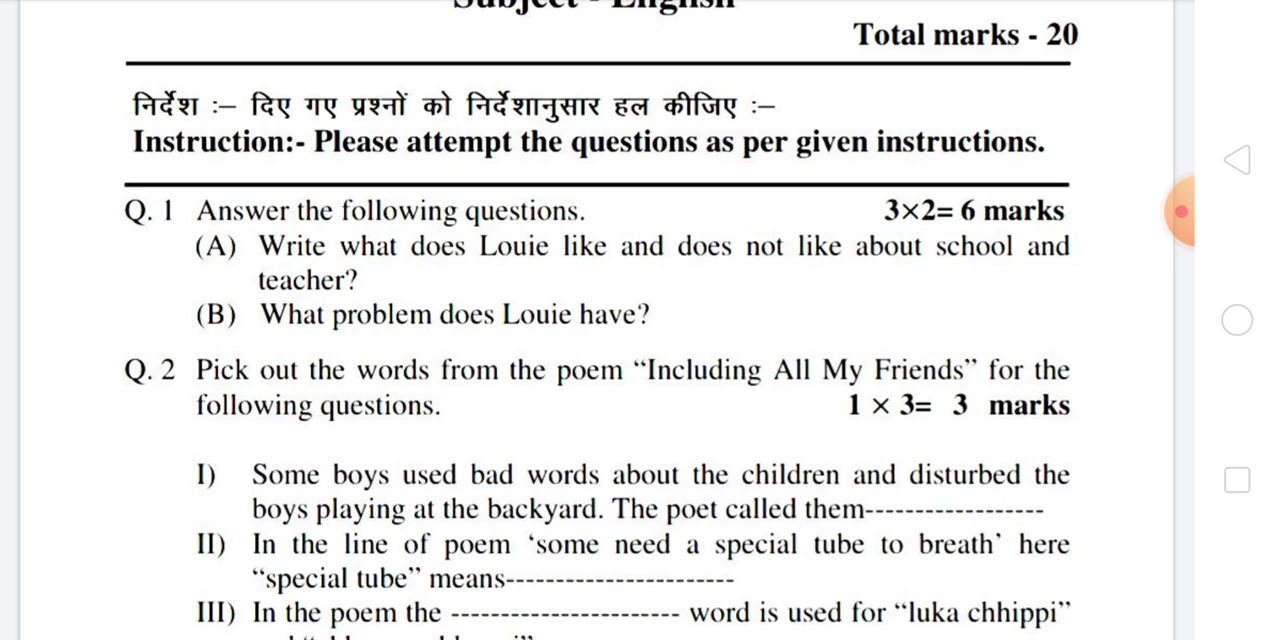 Subject - English
Total marks - 20
निर्देश :– दिए गए प्रश्नों को निर्देशानुसार हल कीजिए :–
Instruction:- Please attempt the questions as per given instructions.
Q. 1 Answer the following questions. 3×2= 6 marks
(A) Write what does Louie like and does not like about school and
teacher?
(B) What problem does Louie have?
Q. 2 Pick out the words from the poem “Including All My Friends” for the
following questions. 1 × 3= 3 marks
I) Some boys used bad words about the children and disturbed the
boys playing at the backyard. The poet called them------------------
II) In the line of poem ‘some need a special tube to breath’ here
“special tube” means-----------------------
III) In the poem the ----------------------- word is used for “luka chhippi”